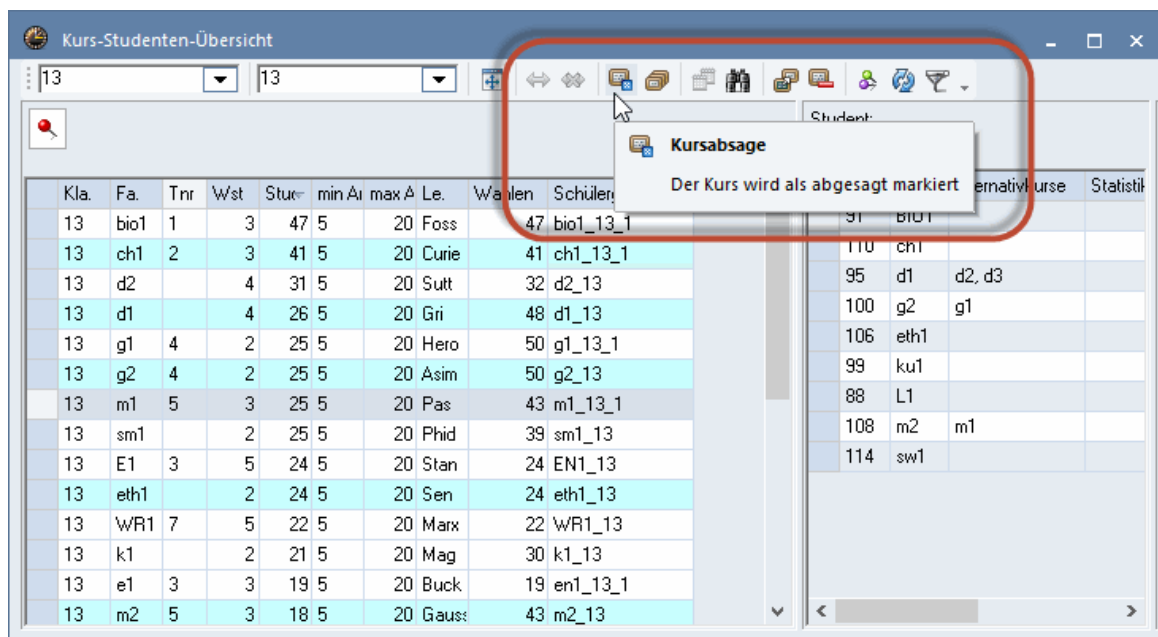 Kurs-Studenten-Übersicht
13 13
Student:
Kursabsage
Der Kurs wird als abgesagt markiert
Kla. Fa. Tnr Wst Stu min Ai max A Le. Wahlen Schüler
13 bio1 1 3 47 5 20 Foss 47 bio1_13_1
13 ch1 2 3 41 5 20 Curie 41 ch1_13_1
13 d2 4 31 5 20 Sutt 32 d2_13
13 d1 4 26 5 20 Gri 48 d1_13
13 g1 4 2 25 5 20 Hero 50 g1_13_1
13 g2 4 2 25 5 20 Asim 50 g2_13
13 m1 5 3 25 5 20 Pas 43 m1_13_1
13 sm1 2 25 5 20 Phid 39 sm1_13
13 E1 3 5 24 5 20 Stan 24 EN1_13
13 eth1 2 24 5 20 Sen 24 eth1_13
13 WR1 7 5 22 5 20 Marx 22 WR1_13
13 k1 2 21 5 20 Mag 30 k1_13
13 e1 3 3 19 5 20 Buck 19 en1_13_1
13 m2 5 3 18 5 20 Gauss 43 m2_13
ernativkurse Statistik
91 BIO1
110 ch1
95 d1 d2, d3
100 g2 g1
106 eth1
99 ku1
88 L1
108 m2 m1
114 sw1